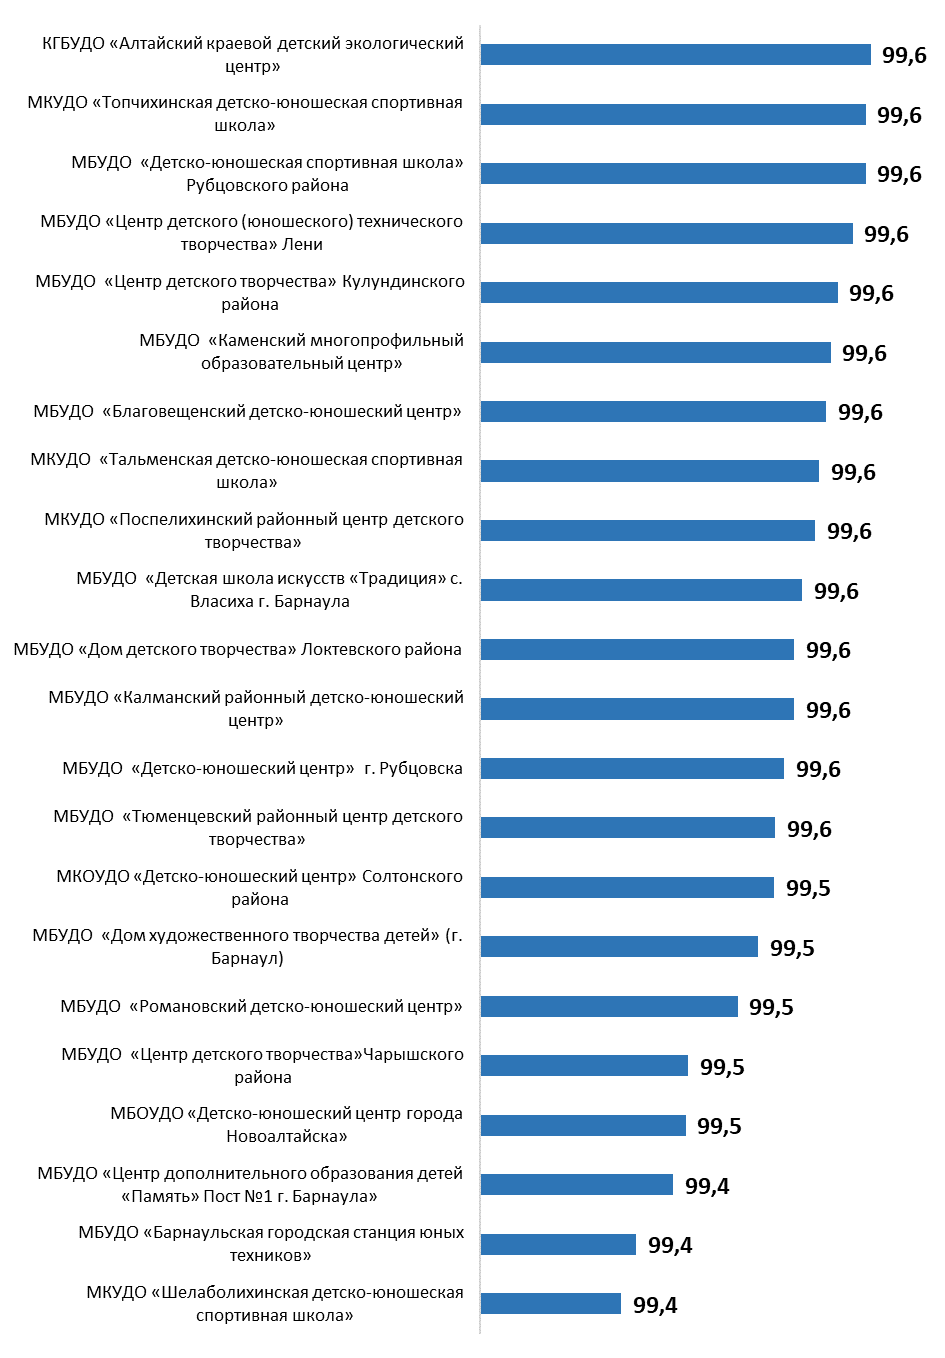 КГБУДО «Алтайский краевой детский экологический
центр»
99,6
МКУДО «Топчихинская детско-юношеская спортивная
школа»
99,6
МБУДО «Детско-юношеская спортивная школа»
Рубцовского района
99,6
МБУДО «Центр детского (юношеского) технического
творчества» Лени
99,6
МБУДО «Центр детского творчества» Кулундинского
района
99,6
МБУДО «Каменский многопрофильный
образовательный центр»
99,6
МБУДО «Благовещенский детско-юношеский центр»
99,6
МКУДО «Тальменская детско-юношеская спортивная
школа»
99,6
МКУДО «Поспелихинский районный центр детского
творчества»
99,6
МБУДО «Детская школа искусств «Традиция» с.
Власиха г. Барнаула
99,6
МБУДО «Дом детского творчества» Локтевского района
99,6
МБУДО «Калманский районный детско-юношеский
центр»
99,6
МБУДО «Детско-юношеский центр» г. Рубцовска
99,6
МБУДО «Тюменцевский районный центр детского
творчества»
99,6
МКОУДО «Детско-юношеский центр» Солтонского
района
99,5
МБУДО «Дом художественного творчества детей» (г.
Барнаул)
99,5
МБУДО «Романовский детско-юношеский центр»
99,5
МБУДО «Центр детского творчества»Чарышского
района
99,5
МБОУДО «Детско-юношеский центр города
Новоалтайска»
99,5
МБУДО «Центр дополнительного образования детей
«Память» Пост №1 г. Барнаула»
99,4
МБУДО «Барнаульская городская станция юных
техников»
99,4
МКУДО «Шелаболихинская детско-юношеская
спортивная школа»
99,4